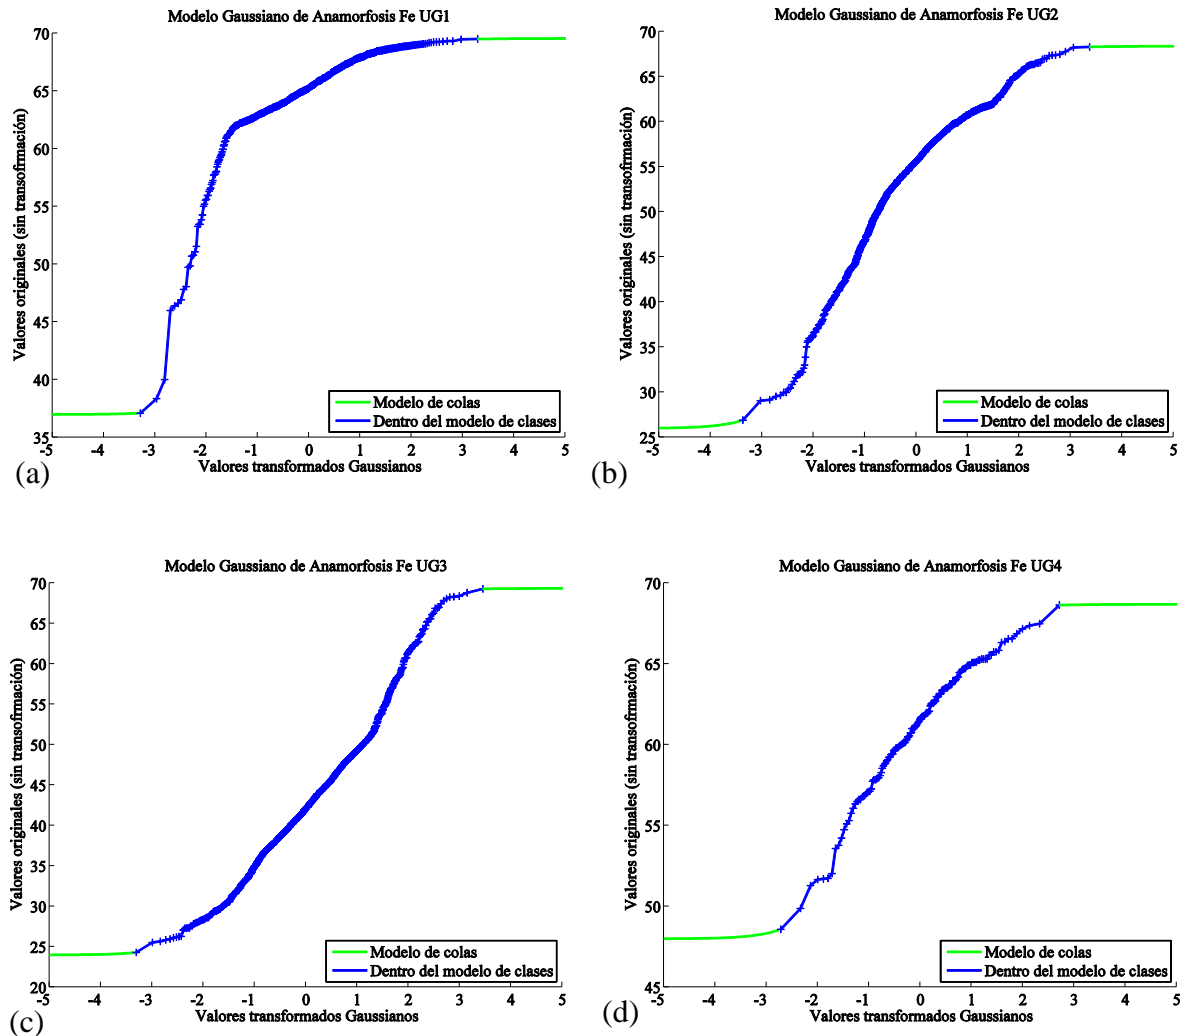 Modelo Gaussiano de Anamorfosis Fe UG1
70
65
60
55
50
45
40
35
Valores originales (sin transofrmación)
-5 -4 -3 -2 -1 0 1 2 3 4 5
Valores transformados Gaussianos
Modelo de colas
Dentro del modelo de clases
(a)
Modelo Gaussiano de Anamorfosis Fe UG2
70
65
60
55
50
45
40
35
30
25
Valores originales (sin transofrmación)
-5 -4 -3 -2 -1 0 1 2 3 4 5
Valores transformados Gaussianos
Modelo de colas
Dentro del modelo de clases
(b)
Modelo Gaussiano de Anamorfosis Fe UG3
70
65
60
55
50
45
40
35
30
25
20
Valores originales (sin transofrmación)
-5 -4 -3 -2 -1 0 1 2 3 4 5
Valores transformados Gaussianos
Modelo de colas
Dentro del modelo de clases
(c)
Modelo Gaussiano de Anamorfosis Fe UG4
70
65
60
55
50
45
Valores originales (sin transofrmación)
-5 -4 -3 -2 -1 0 1 2 3 4 5
Valores transformados Gaussianos
Modelo de colas
Dentro del modelo de clases
(d)